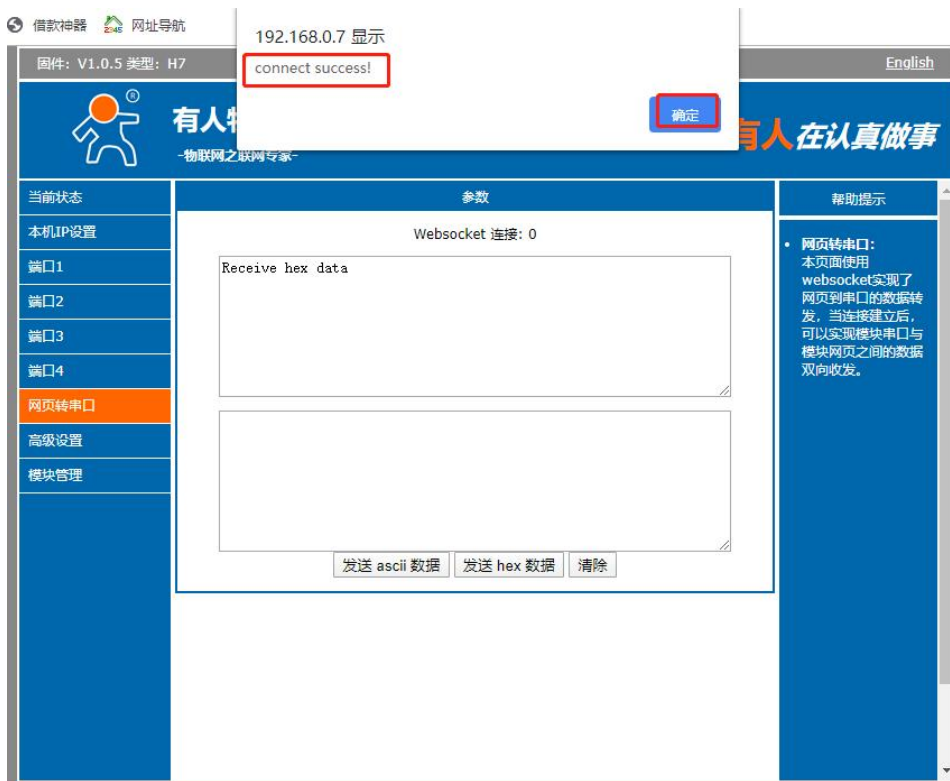 借款神器
2345
网址导航
192.168.0.7 显示
connect success!
确定
固件：V1.0.5 类型：H7
English
®
有人
-物联网之联网专家-
有人在认真做事
当前状态
本机IP设置
端口1
端口2
端口3
端口4
网页转串口
高级设置
模块管理
参数
Websocket 连接: 0
Receive hex data
发送 ascii 数据
发送 hex 数据
清除
帮助提示
• 网页转串口：
本页面使用
websocket实现了
网页到串口的数据转
发，当连接建立后，
可以实现模块串口与
模块网页之间的数据
双向收发。